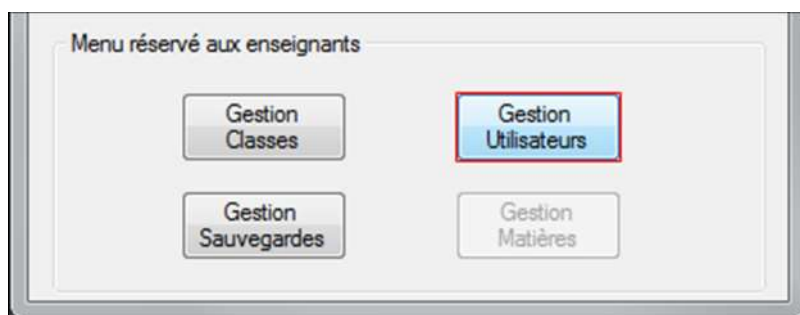 Menu réservé aux enseignants
Gestion
Classes
Gestion
Utilisateurs
Gestion
Sauvegardes
Gestion
Matières